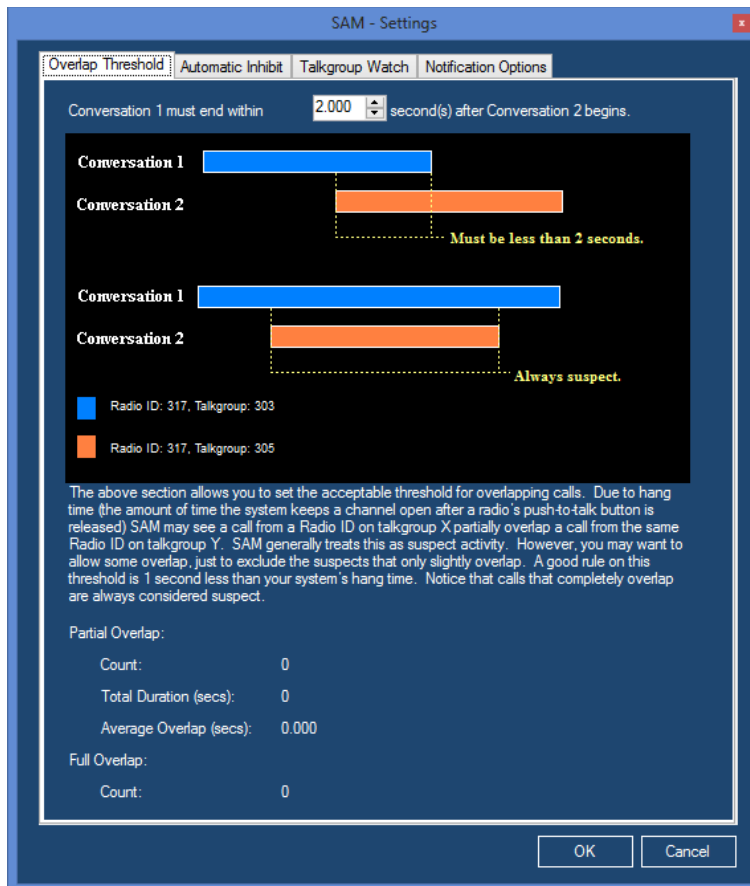 SAM - Settings
x
Overlap Threshold
Automatic Inhibit
Talkgroup Watch
Notification Options
Conversation 1 must end within 2.000 second(s) after Conversation 2 begins.
Conversation 1
Conversation 2
Must be less than 2 seconds.
Conversation 1
Conversation 2
Always suspect.
Radio ID: 317, Talkgroup: 303
Radio ID: 317, Talkgroup: 305
The above section allows you to set the acceptable threshold for overlapping calls. Due to hang
time (the amount of time the system keeps a channel open after a radio's push-to-talk button is
released) SAM may see a call from a Radio ID on talkgroup X partially overlap a call from the same
Radio ID on talkgroup Y. SAM generally treats this as suspect activity. However, you may want to
allow some overlap, just to exclude the suspects that only slightly overlap. A good rule on this
threshold is 1 second less than your system's hang time. Notice that calls that completely overlap
are always considered suspect.
Partial Overlap:
Count: 0
Total Duration (secs): 0
Average Overlap (secs): 0.000
Full Overlap:
Count: 0
OK
Cancel